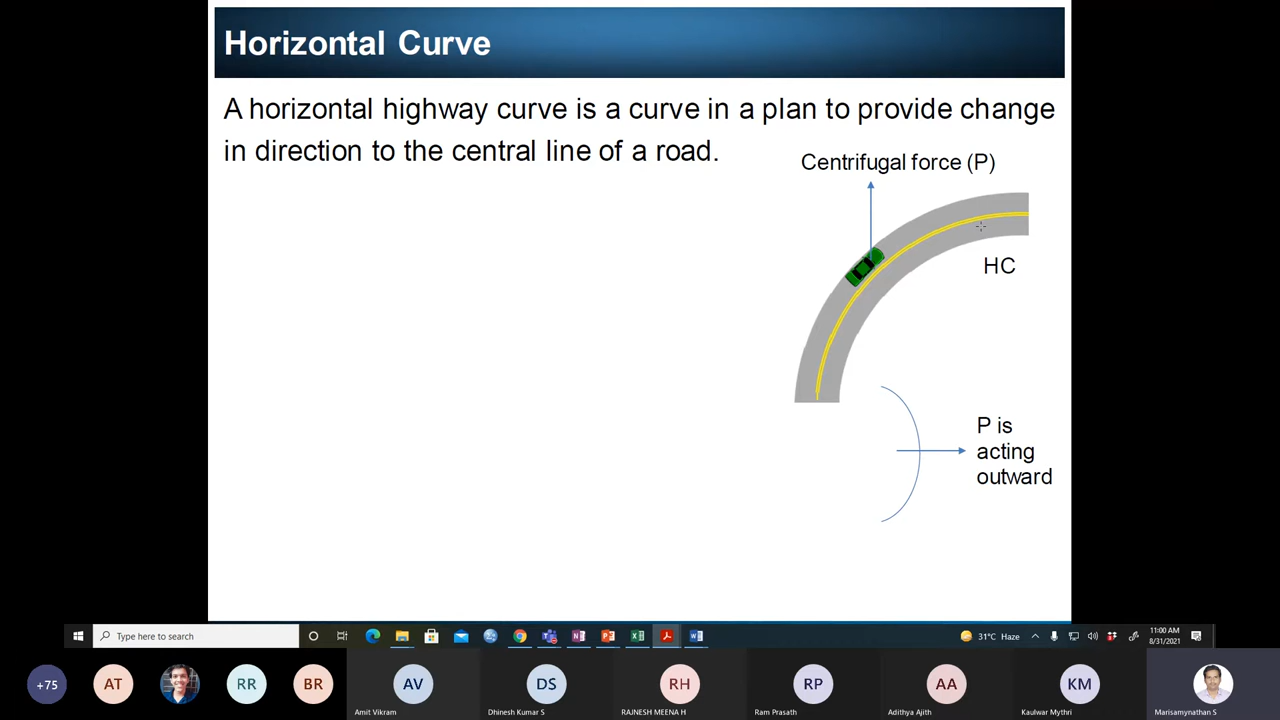 Horizontal Curve
A horizontal highway curve is a curve in a plan to provide change
in direction to the central line of a road.
Centrifugal force (P)
HC
P is
acting
outward
Type here to search
31°C Haze
11:00 AM
8/31/2021
+75
AT
RR
BR
AV
DS
RH
RP
AA
KM
Amit Vikram
Dhinesh Kumar S
RAJNESH MEENA H
Ram Prasath
Adithya Ajith
Kaulwar Mythri
Marisamynathan S